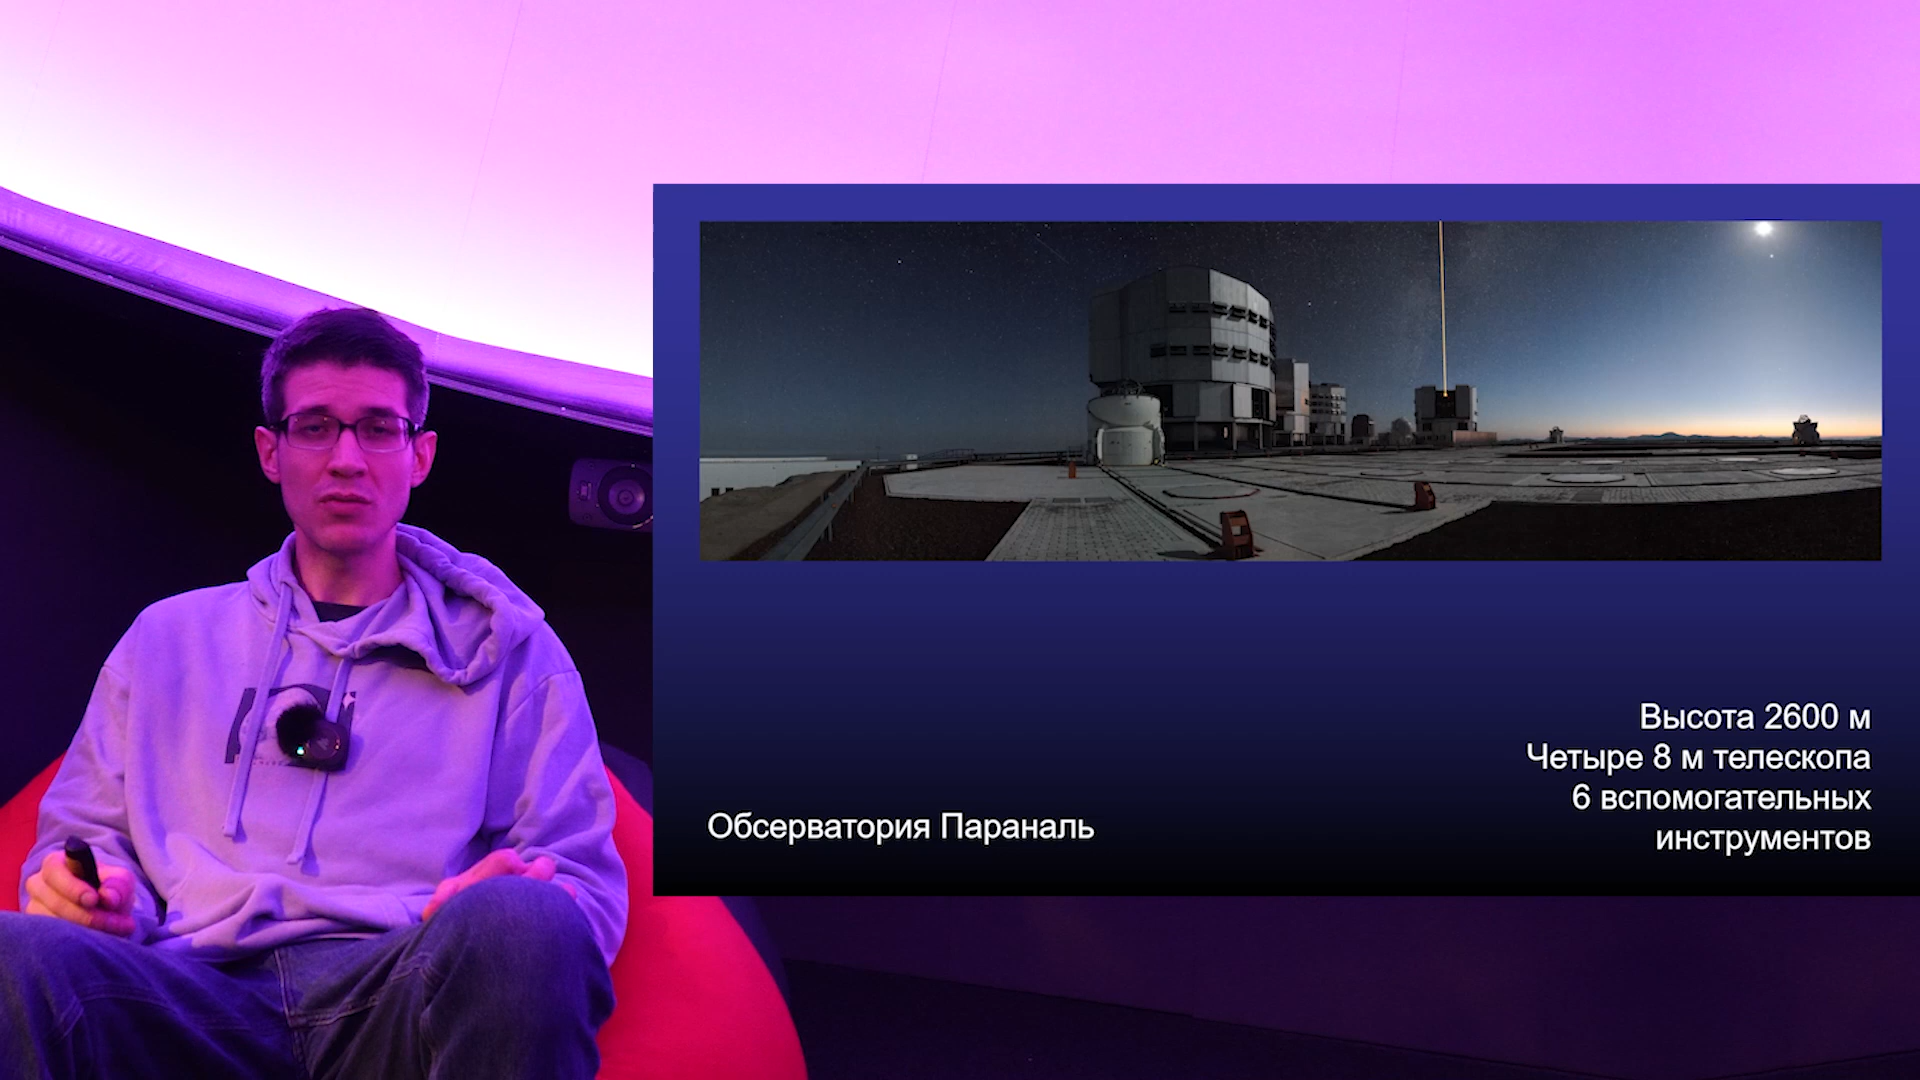 Высота 2600 м
Четыре 8 м телескопа
6 вспомогательных
инструментов
Обсерватория Параналь